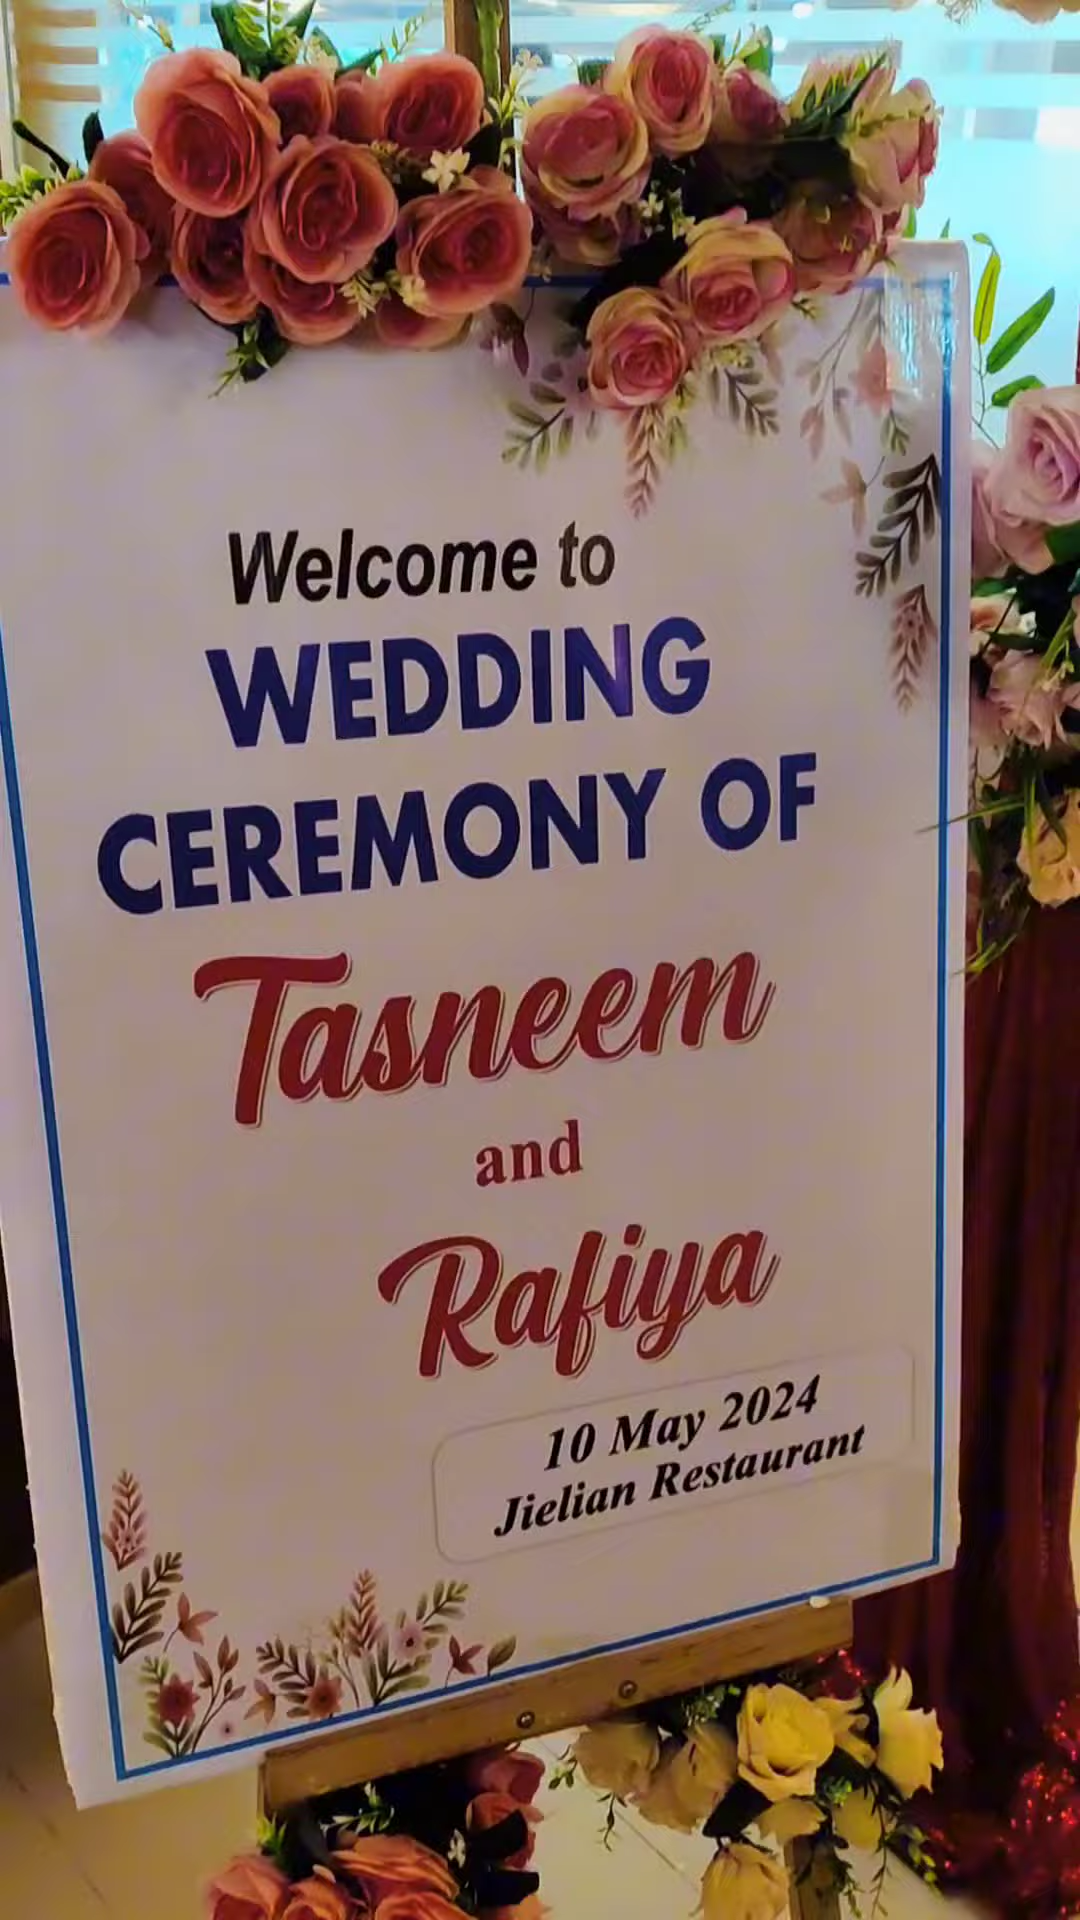 Welcome to
WEDDING
CEREMONY OF
Tasneem
and
Rafiya
10 May 2024
Jielian Restaurant